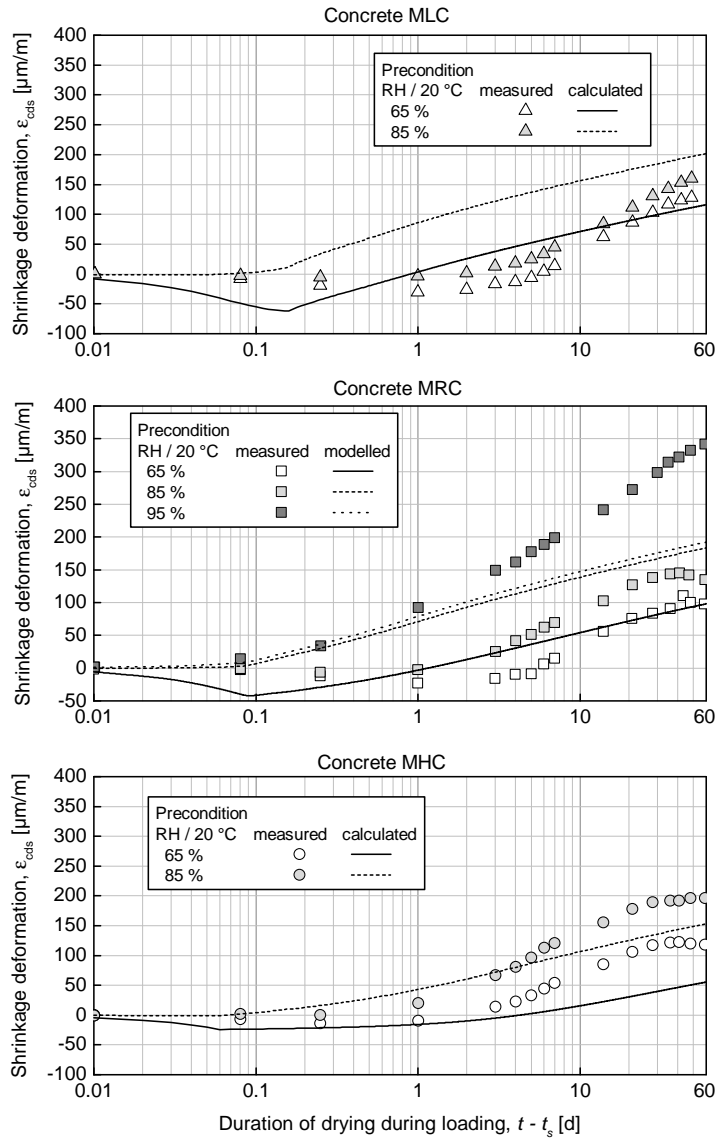 Concrete MLC
Shrinkage deformation, εcds [μm/m]
400
350
300
250
200
150
100
50
0
-50
-100
Precondition
RH / 20 °C measured calculated
65 %
85 %
0.01 0.1 1 10 60
Concrete MRC
Shrinkage deformation, εcds [μm/m]
400
350
300
250
200
150
100
50
0
-50
Precondition
RH / 20 °C measured modelled
65 %
85 %
95 %
0.01 0.1 1 10 60
Concrete MHC
Shrinkage deformation, εcds [μm/m]
400
350
300
250
200
150
100
50
0
-50
-100
Precondition
RH / 20 °C measured calculated
65 %
85 %
0.01 0.1 1 10 60
Duration of drying during loading, t - ts [d]